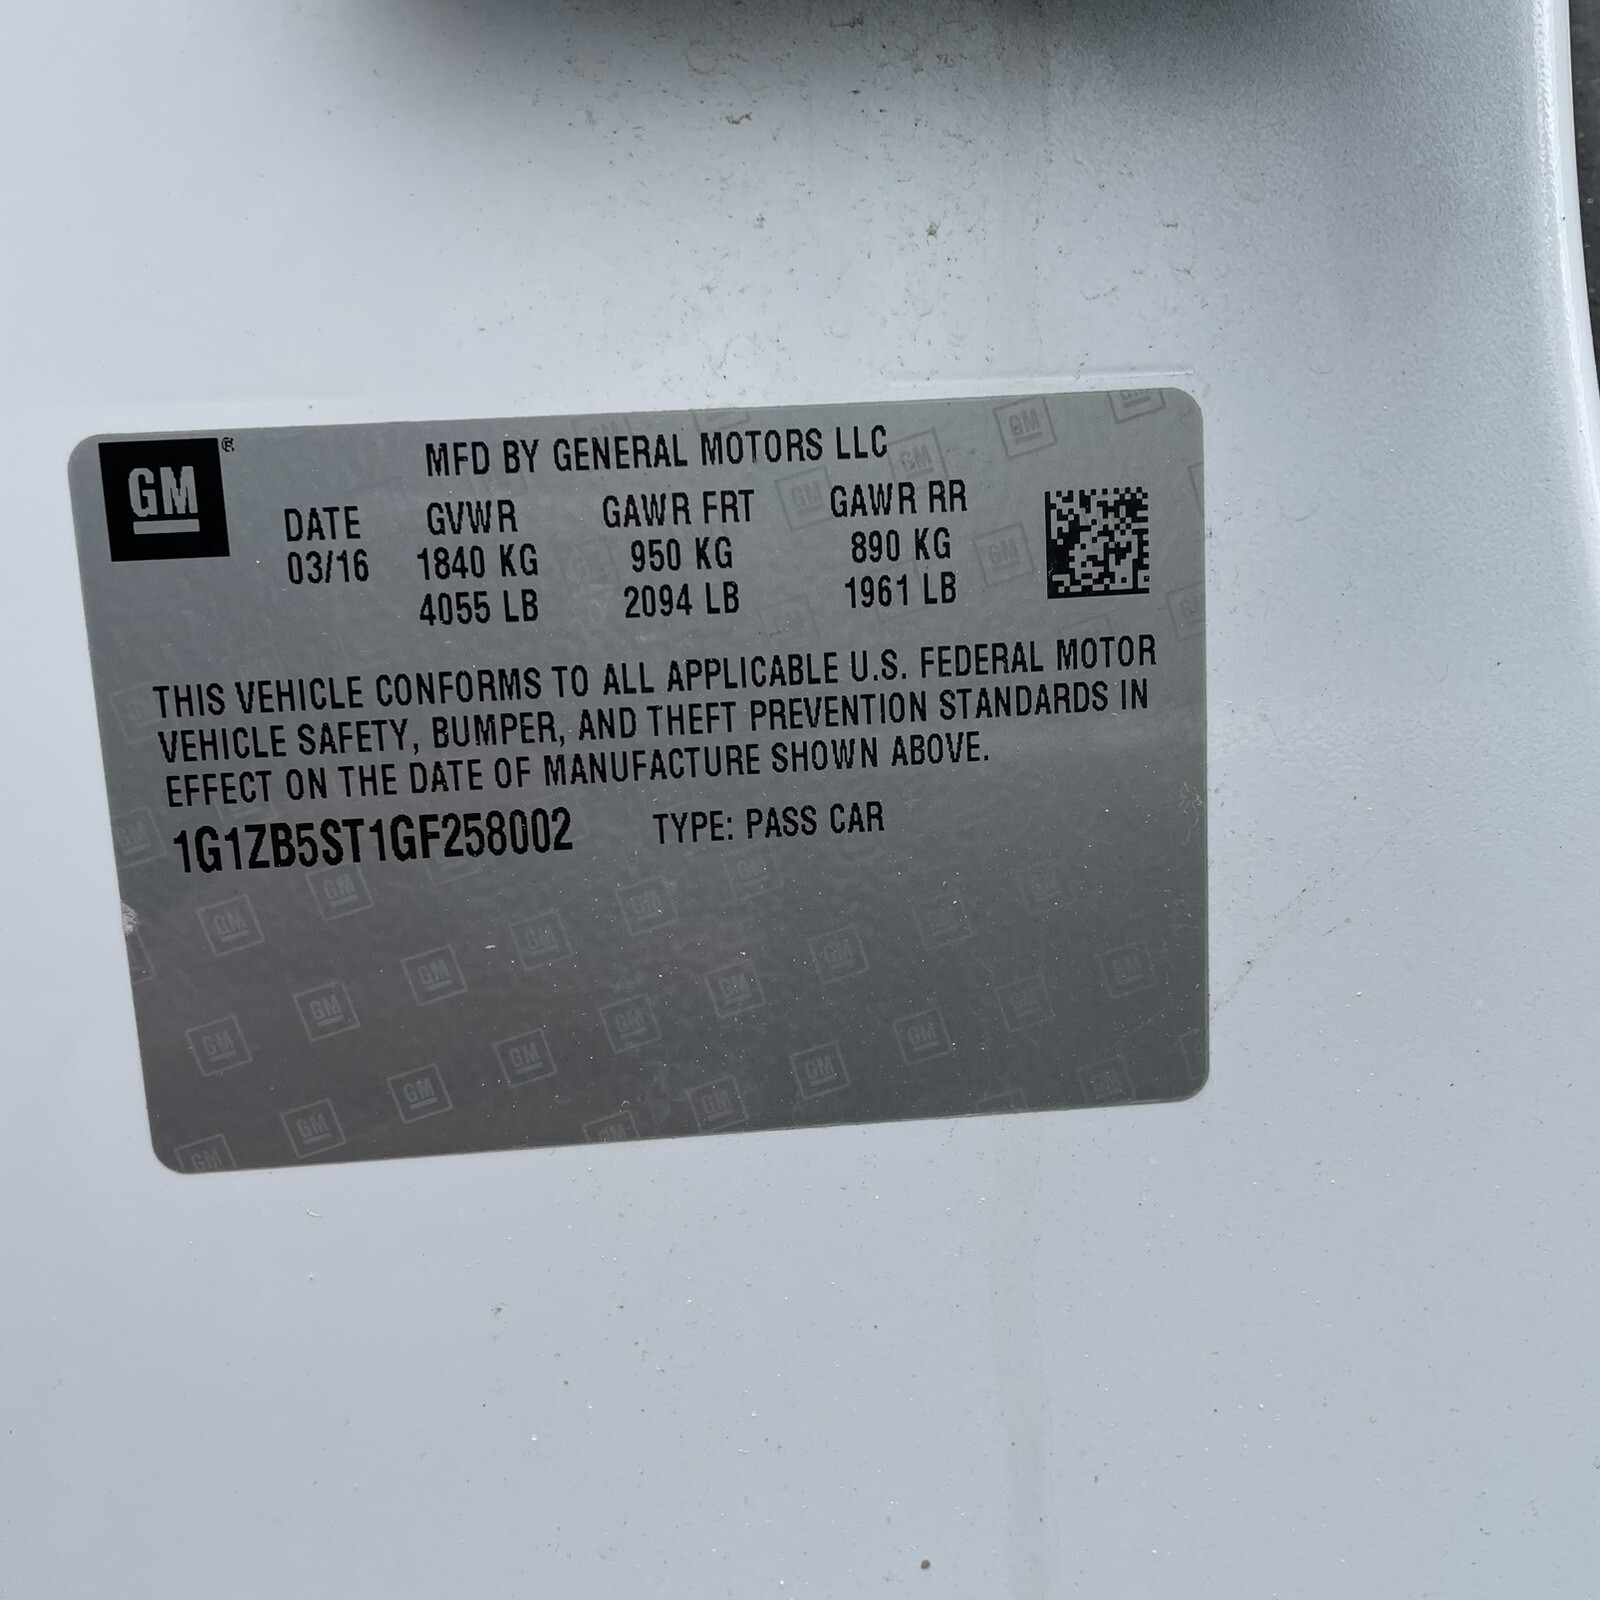 GM®
MFD BY GENERAL MOTORS LLC
DATE GVWR GAWR FRT GAWR RR
03/16 1840 KG 950 KG 890 KG
4055 LB 2094 LB 1961 LB
THIS VEHICLE CONFORMS TO ALL APPLICABLE U.S. FEDERAL MOTOR
VEHICLE SAFETY, BUMPER, AND THEFT PREVENTION STANDARDS IN
EFFECT ON THE DATE OF MANUFACTURE SHOWN ABOVE.
1G1ZB5ST1GF258002 TYPE: PASS CAR